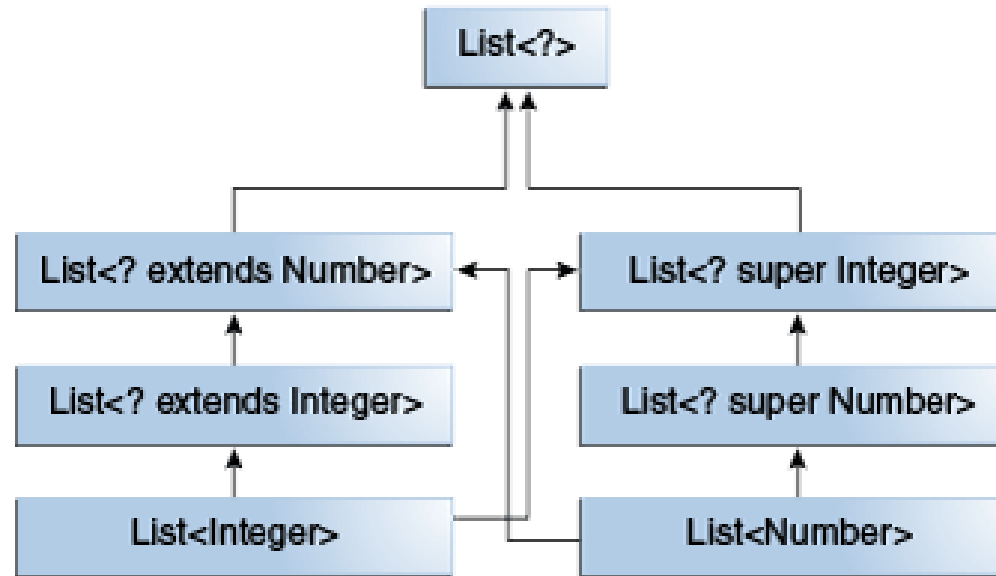 List<?>
List<? extends Number>
List<? super Integer>
List<? extends Integer>
List<? super Number>
List<Integer>
List<Number>